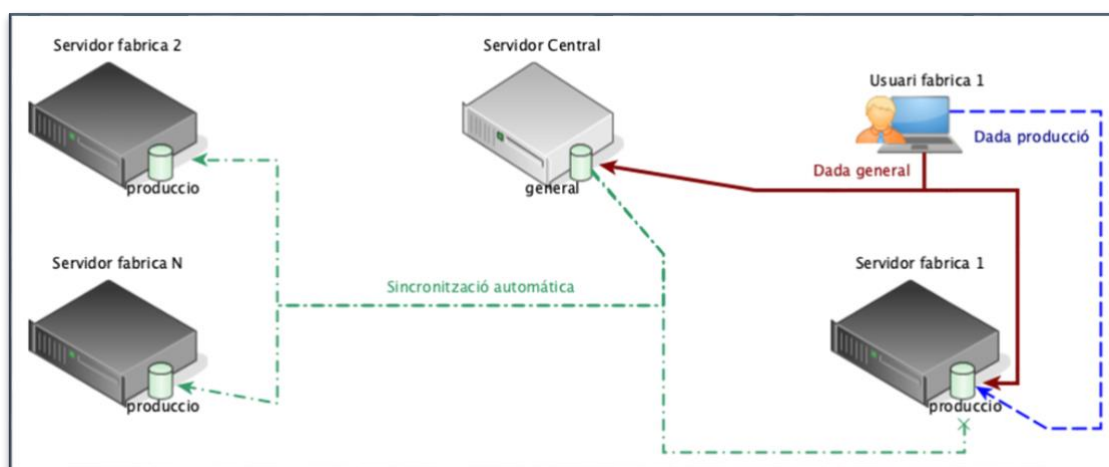 Servidor fabrica 2
Servidor Central
Usuari fabrica 1
Dada producció
Dada general
produccio
general
Servidor fabrica N
Servidor fabrica 1
Sincronització automática
produccio
produccio